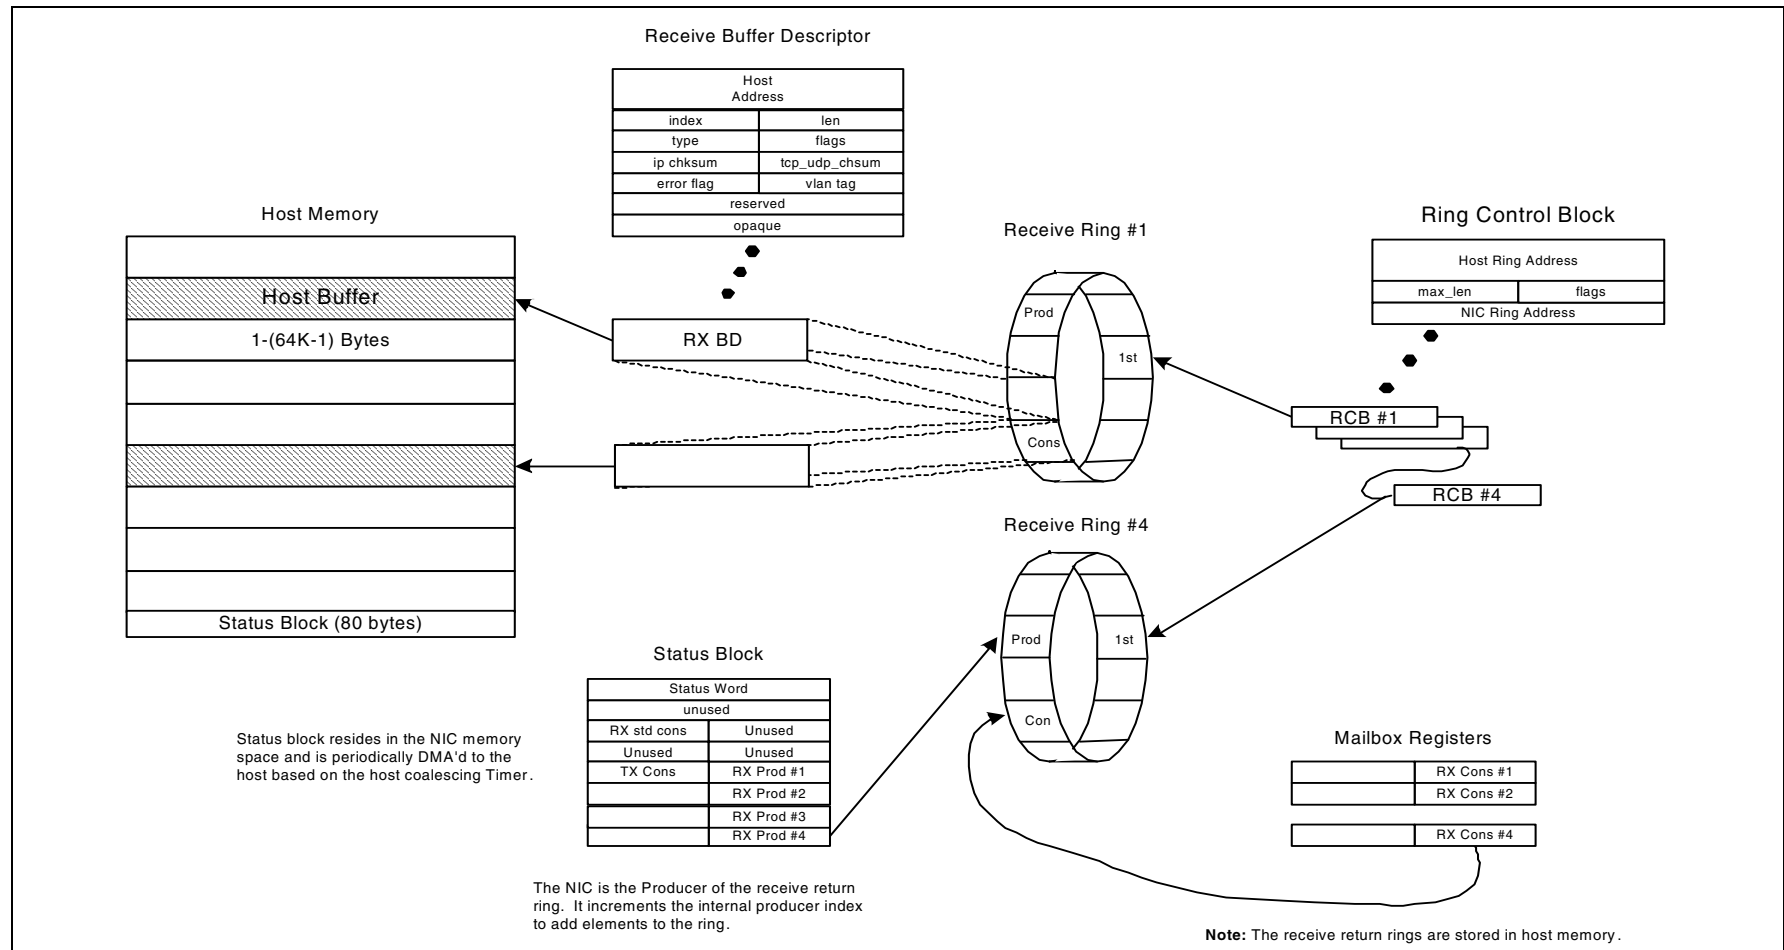 Receive Buffer Descriptor
Host
Address
index len
type flags
ip chksum tcp_udp_chsum
error flag vlan tag
reserved
opaque
Host Memory
Host Buffer
1-(64K-1) Bytes
Status Block (80 bytes)
RX BD
Receive Ring #1
Prod
1st
Cons
Ring Control Block
Host Ring Address
max_len flags
NIC Ring Address
RCB #1
RCB #4
Receive Ring #4
Prod
1st
Con
Status Block
Status Word
unused
RX std cons Unused
Unused Unused
TX Cons RX Prod #1
RX Prod #2
RX Prod #3
RX Prod #4
Status block resides in the NIC memory
space and is periodically DMA'd to the
host based on the host coalescing Timer.
Mailbox Registers
RX Cons #1
RX Cons #2
RX Cons #4
The NIC is the Producer of the receive return
ring. It increments the internal producer index
to add elements to the ring.
Note: The receive return rings are stored in host memory.